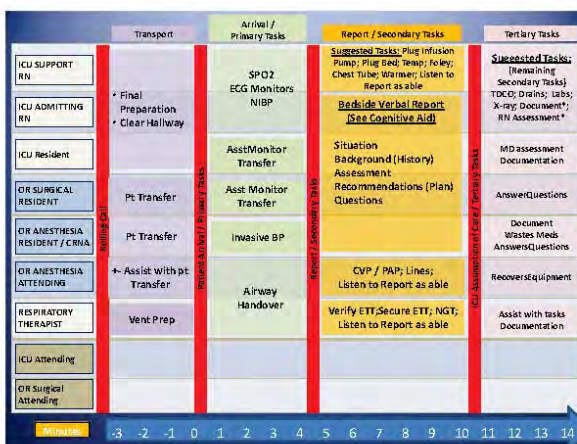 Transport
Arrival /
Primary Tasks
Report / Secondary Tasks
Tertiary Tasks
ICU SUPPORT
RN
ICU ADMITTING
RN
ICU Resident
OR SURGICAL
RESIDENT
OR ANESTHESIA
RESIDENT / CRNA
OR ANESTHESIA
ATTENDING
RESPIRATORY
THERAPIST
ICU Attending
OR Surgical
Attending
Rolling Call
• Final
Preparation
• Clear Hallway
Pt Transfer
Pt Transfer
+- Assist with pt
Transfer
Vent Prep
Patient Arrival / Primary Tasks
SPO2
ECG Monitors
NIBP
AsstMonitor
Transfer
Asst Monitor
Transfer
Invasive BP
Airway
Handover
Report / Secondary Tasks
Suggested Tasks: Plug Infusion
Pump; Plug Bed; Temp; Foley;
Chest Tube; Warmer; Listen to
Report as able
Bedside Verbal Report
(See Cognitive Aid)
Situation
Background (History)
Assessment
Recommendations (Plan)
Questions
CVP / PAP; Lines;
Listen to Report as able
Verify ETT;Secure ETT; NGT;
Listen to Report as able
ICU Assumption of Care / Tertiary Tasks
Suggested Tasks:
(Remaining
Secondary Tasks)
TDCO; Drains; Labs;
X-ray; Document*;
RN Assessment*
MD assessment
Documentation
AnswerQuestions
Document
Wastes Meds
AnswersQuestions
RecoversEquipment
Assist with tasks
Documentation
Minutes -3 -2 -1 0 1 2 3 4 5 6 7 8 9 10 11 12 13 14